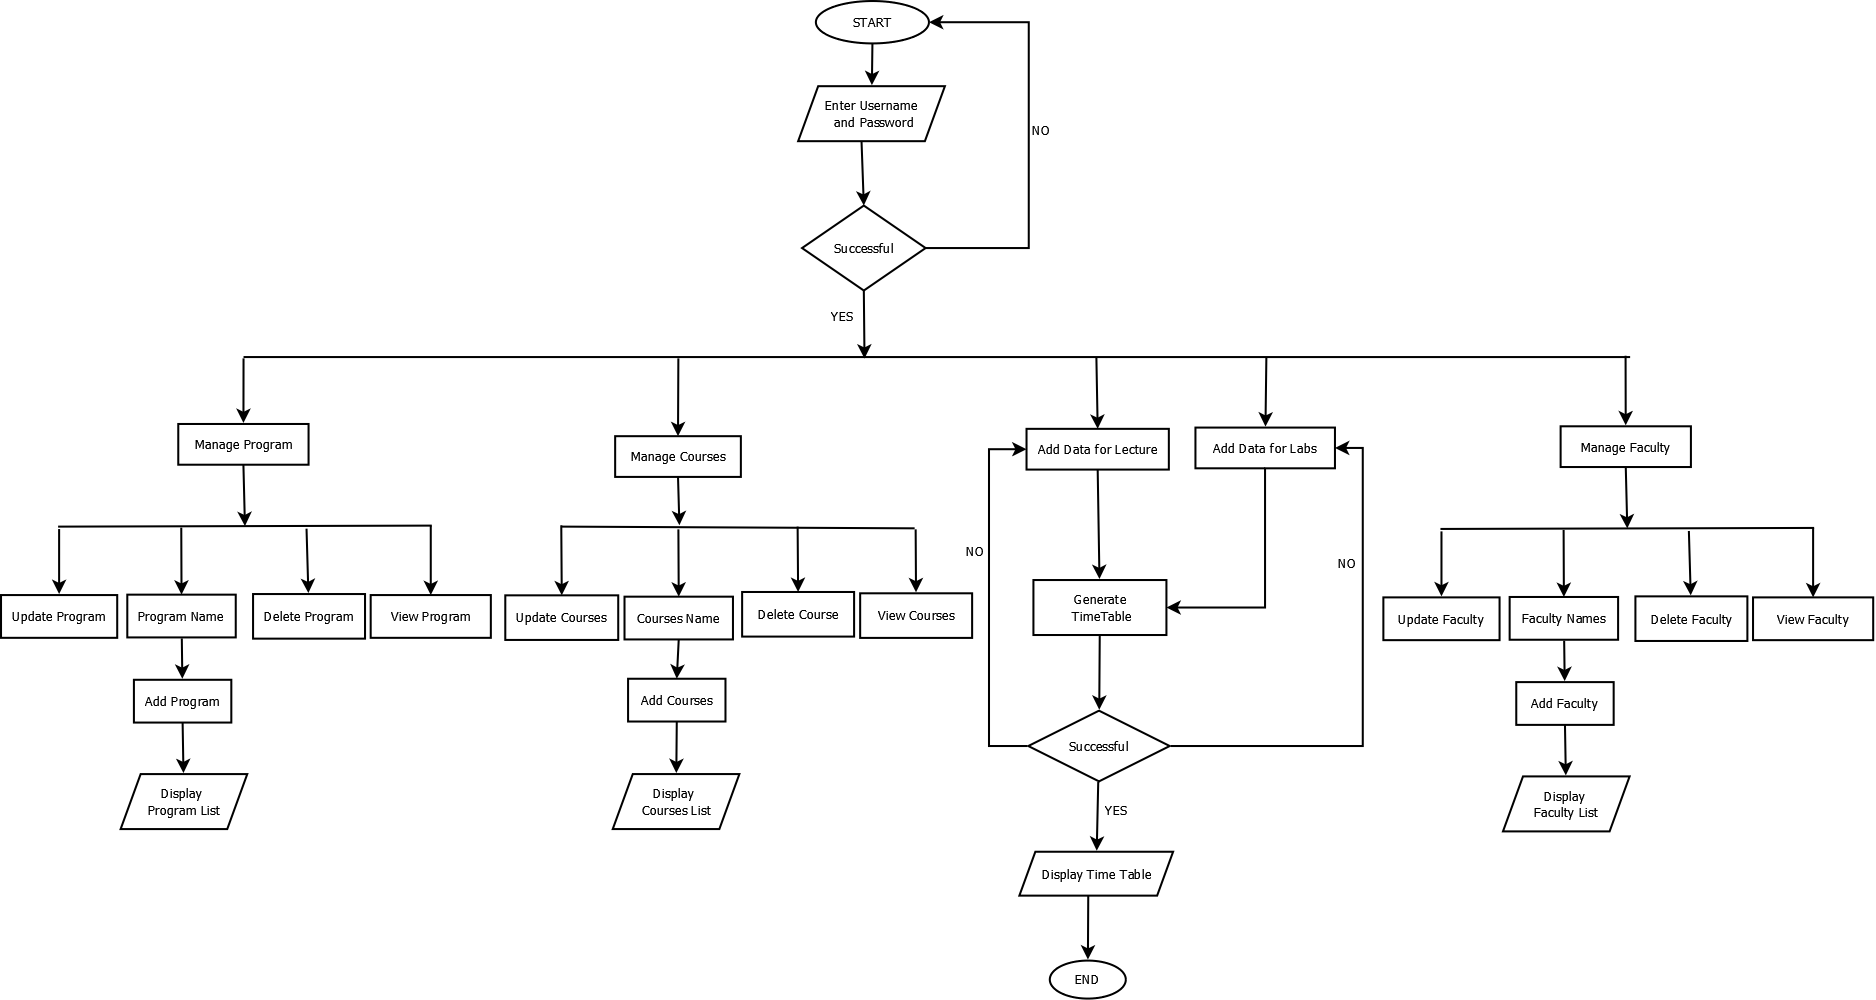 START
Enter Username
and Password
NO
Successful
YES
Manage Program
Manage Courses
Add Data for Lecture
Add Data for Labs
Manage Faculty
NO
NO
Update Program
Program Name
Delete Program
View Program
Update Courses
Courses Name
Delete Course
View Courses
Generate
TimeTable
Update Faculty
Faculty Names
Delete Faculty
View Faculty
Add Program
Add Courses
Add Faculty
Successful
Display
Program List
Display
Courses List
Display
Faculty List
YES
Display Time Table
END